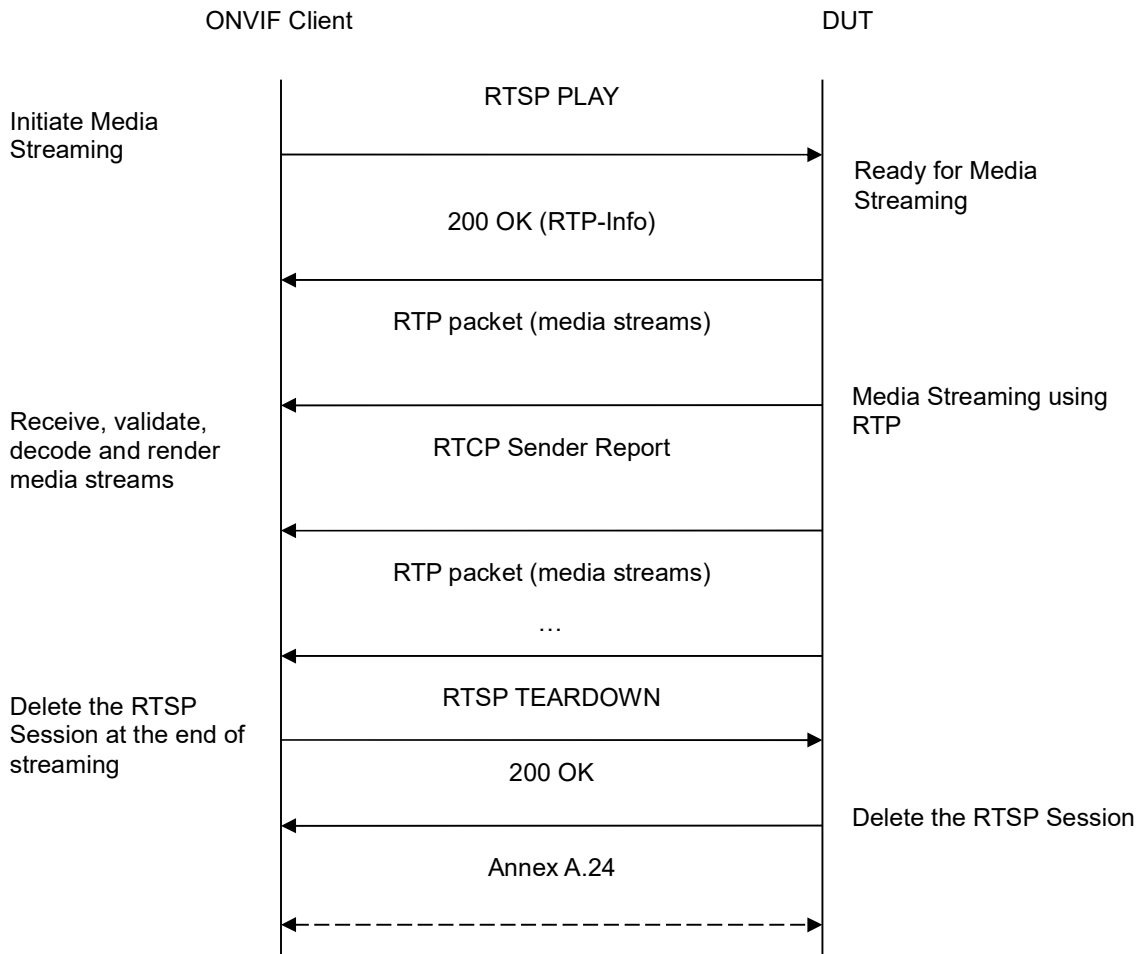 ONVIF Client
DUT
RTSP PLAY
Initiate Media
Streaming
Ready for Media
Streaming
200 OK (RTP-Info)
RTP packet (media streams)
Media Streaming using
RTP
Receive, validate,
decode and render
media streams
RTCP Sender Report
RTP packet (media streams)
…
RTSP TEARDOWN
Delete the RTSP
Session at the end of
streaming
200 OK
Delete the RTSP Session
Annex A.24